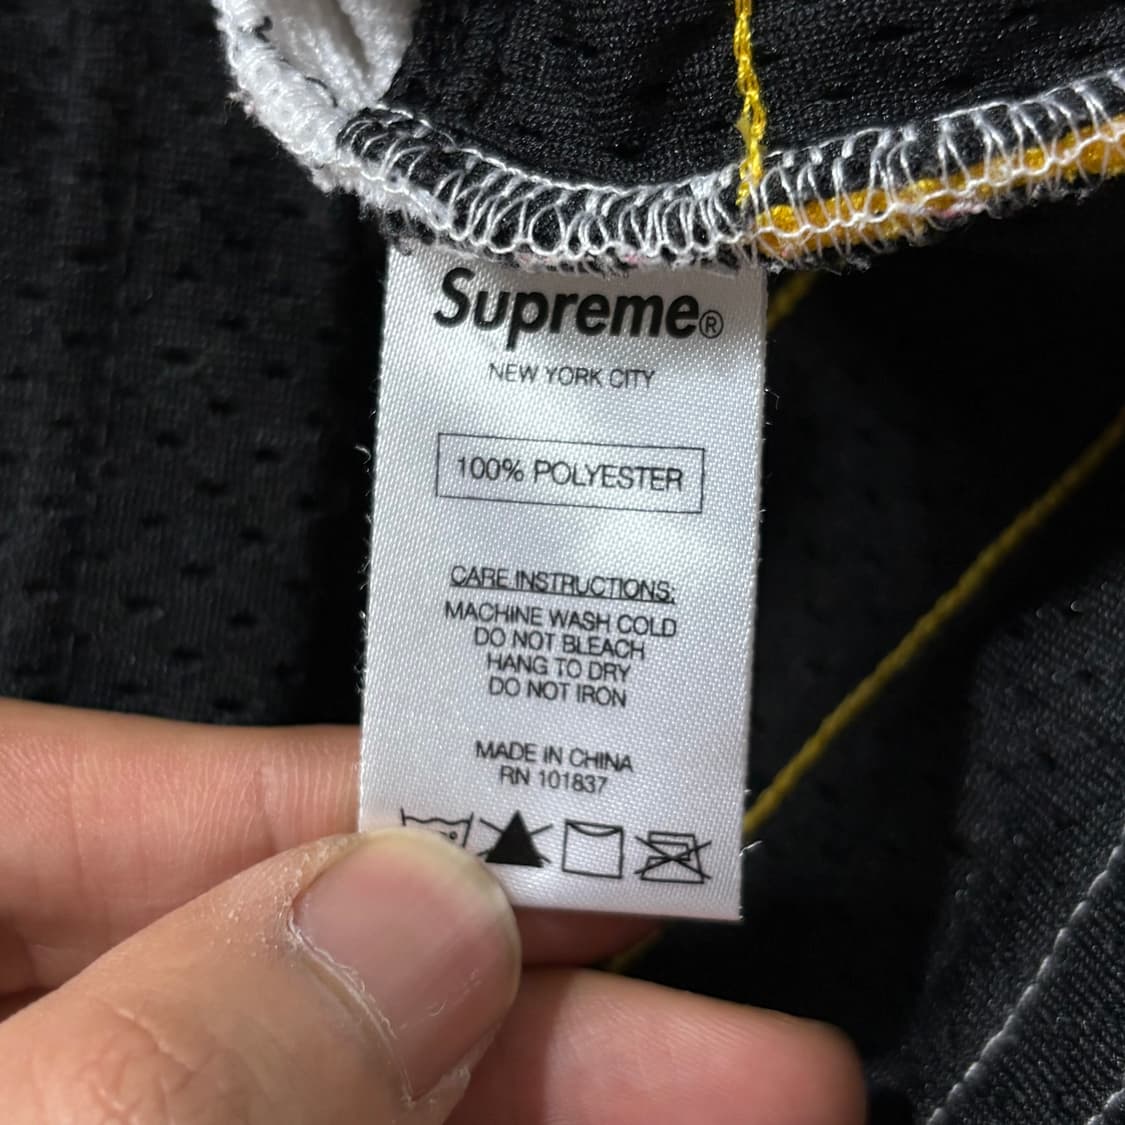 Supreme®
NEW YORK CITY
100% POLYESTER
CARE INSTRUCTIONS:
MACHINE WASH COLD
DO NOT BLEACH
HANG TO DRY
DO NOT IRON
MADE IN CHINA
RN 101837